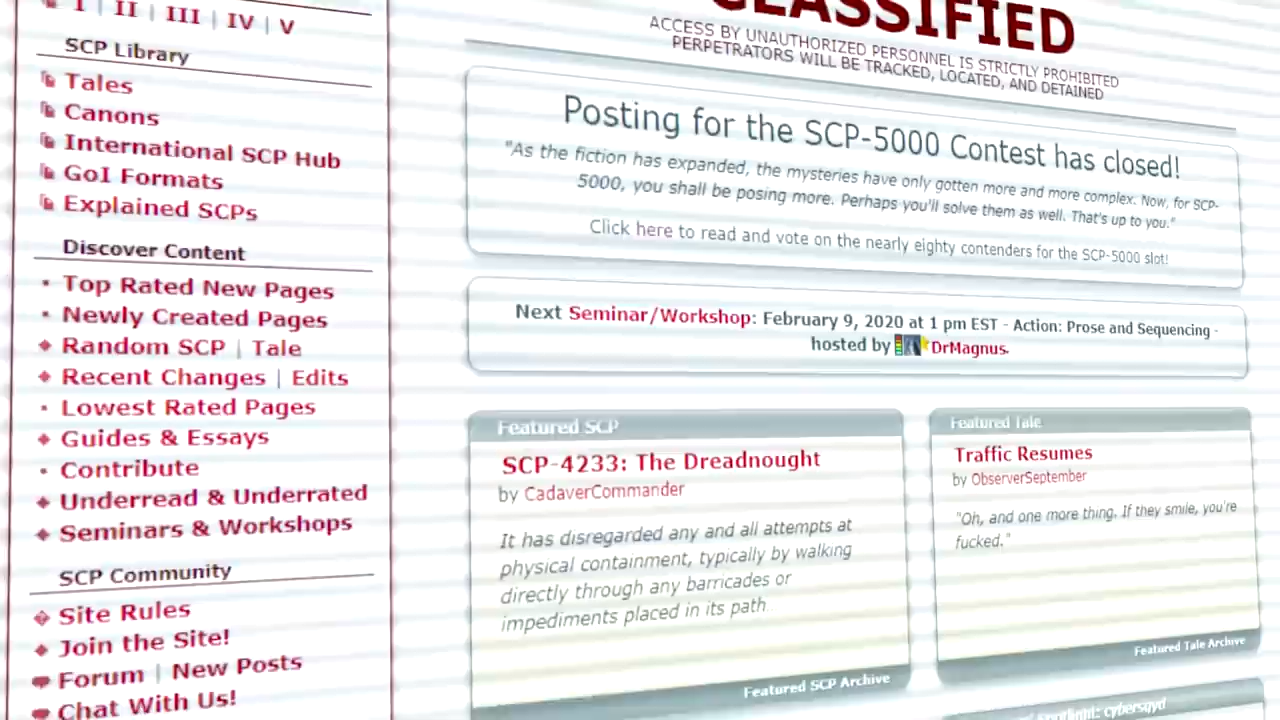 I | II | III | IV | V
SCP Library
Tales
Canons
International SCP Hub
GoI Formats
Explained SCPs
Discover Content
Top Rated New Pages
Newly Created Pages
Random SCP | Tale
Recent Changes | Edits
Lowest Rated Pages
Guides & Essays
Contribute
Underread & Underrated
Seminars & Workshops
SCP Community
Site Rules
Join the Site!
Forum | New Posts
Chat With Us!
CLASSIFIED
ACCESS BY UNAUTHORIZED PERSONNEL IS STRICTLY PROHIBITED
PERPETRATORS WILL BE TRACKED, LOCATED, AND DETAINED
Posting for the SCP-5000 Contest has closed!
"As the fiction has expanded, the mysteries have only gotten more and more complex. Now, for SCP-
5000, you shall be posing more. Perhaps you'll solve them as well. That's up to you."
Click here to read and vote on the nearly eighty contenders for the SCP-5000 slot!
Next Seminar/Workshop: February 9, 2020 at 1 pm EST - Action: Prose and Sequencing -
hosted by DrMagnus.
Featured SCP
SCP-4233: The Dreadnought
by CadaverCommander
It has disregarded any and all attempts at
physical containment, typically by walking
directly through any barricades or
impediments placed in its path.
Featured SCP Archive
Featured Tale
Traffic Resumes
by ObserverSeptember
"Oh, and one more thing. If they smile, you're
fucked."
Featured Tale Archive
Spotlight: cybersqyd